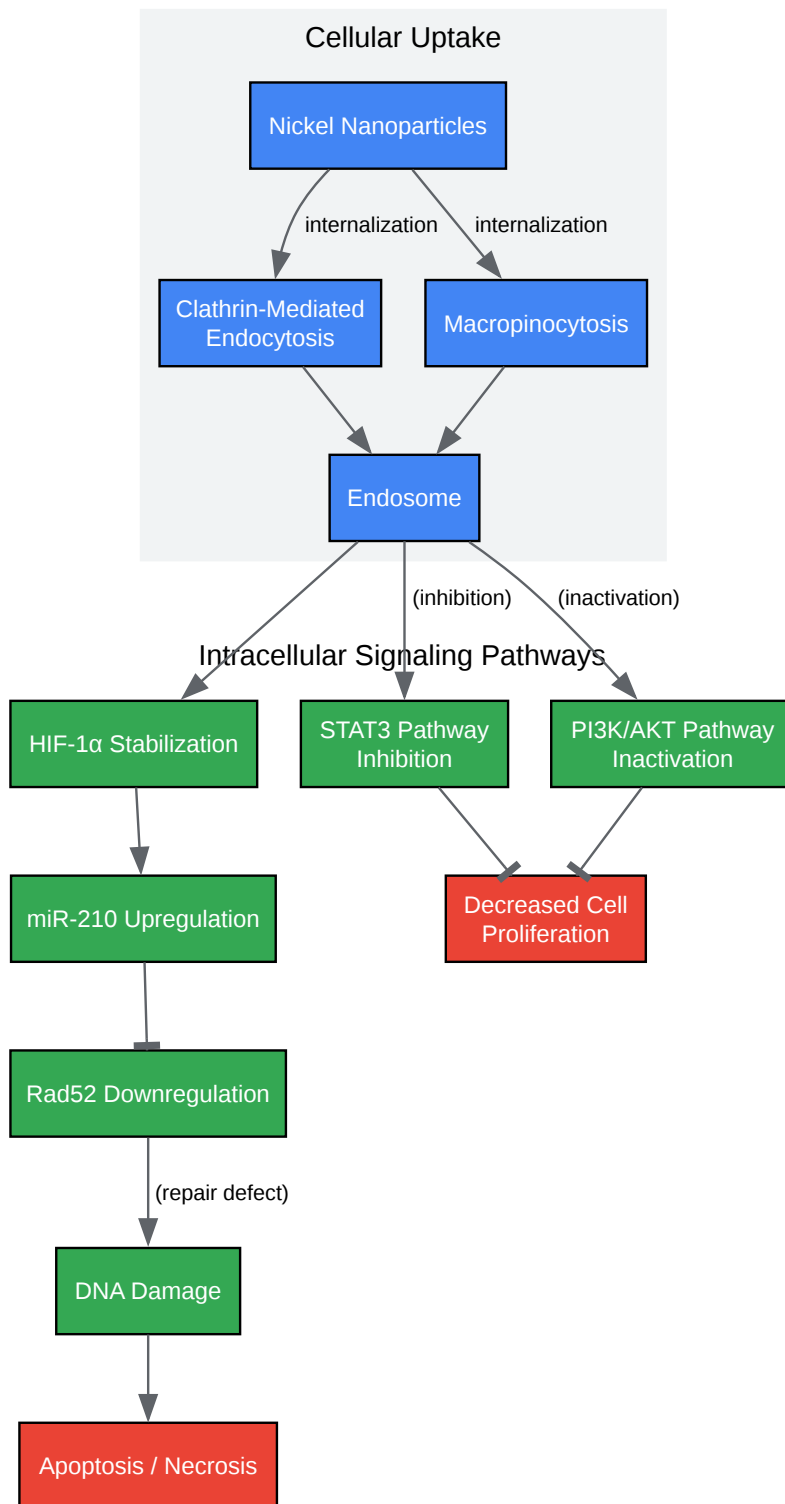 Cellular Uptake
Nickel Nanoparticles
internalization
internalization
Clathrin-Mediated
Endocytosis
Macropinocytosis
Endosome
(inhibition)
(inactivation)
Intracellular Signaling Pathways
HIF-1α Stabilization
STAT3 Pathway
Inhibition
PI3K/AKT Pathway
Inactivation
miR-210 Upregulation
Decreased Cell
Proliferation
Rad52 Downregulation
(repair defect)
DNA Damage
Apoptosis / Necrosis